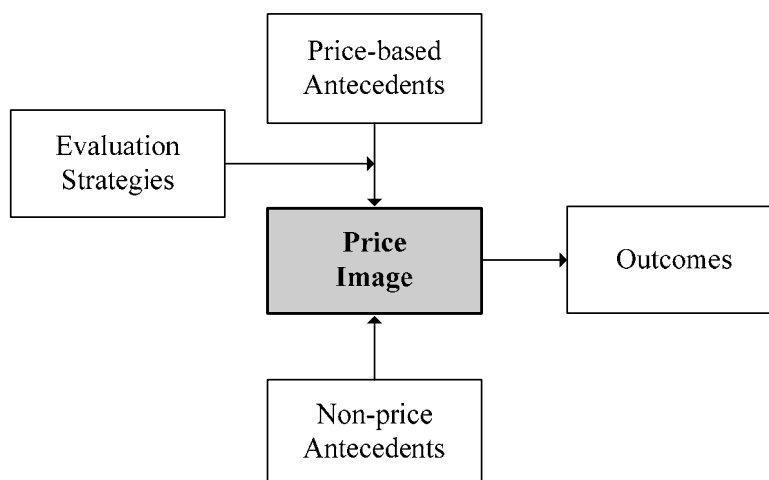 Price-based
Antecedents
Evaluation
Strategies
Price
Image
Outcomes
Non-price
Antecedents